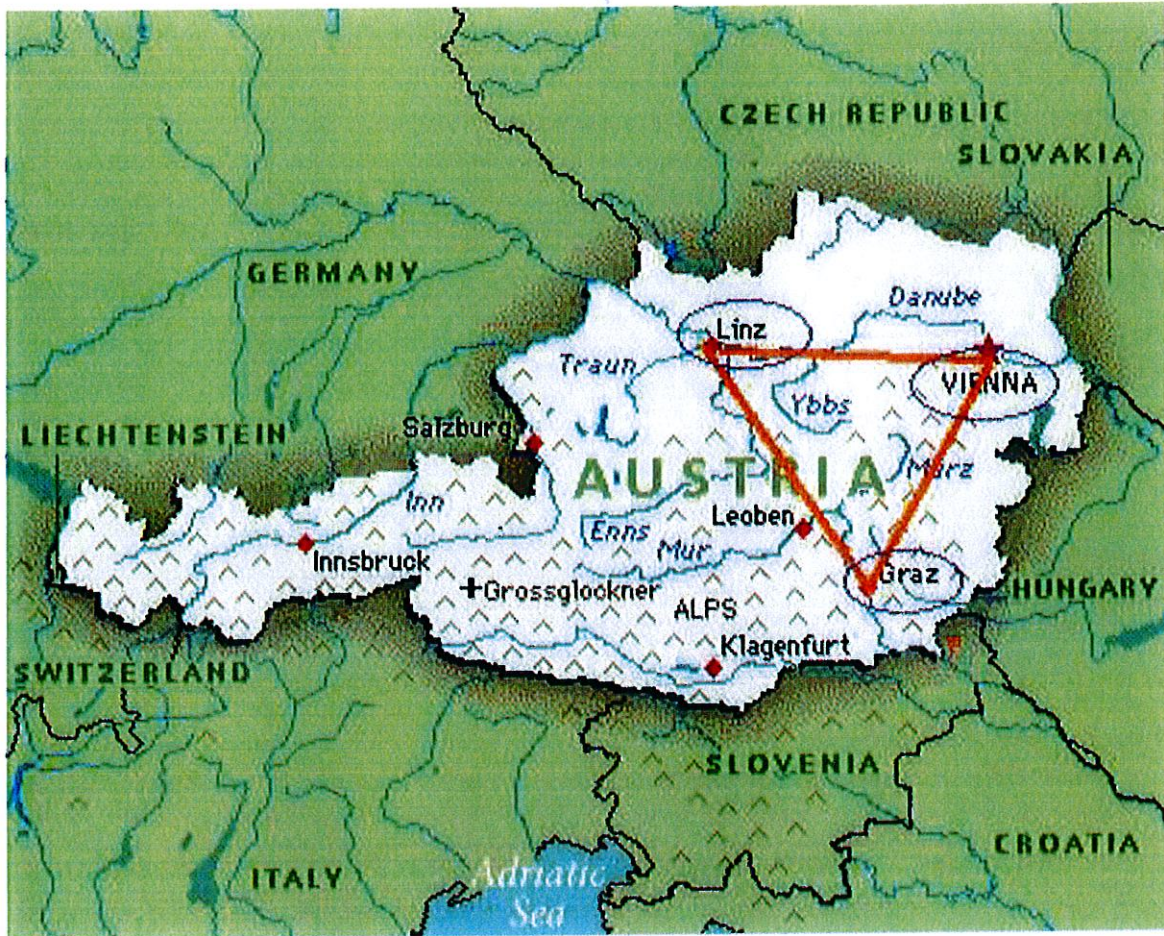 CZECH REPUBLIC
SLOVAKIA
GERMANY
Danube
Linz
Traun
VIENNA
Ybbs
Salzburg
LIECHTENSTEIN
AUSTRIA
Murz
Inn
Leoben
Enns
Mur
Innsbruck
Graz
Grossglockner
HUNGARY
ALPS
Klagenfurt
SWITZERLAND
SLOVENIA
CROATIA
ITALY
Adriatic
Sea